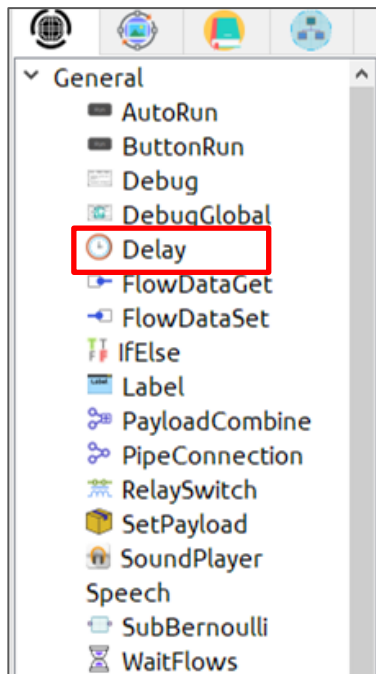 General
AutoRun
ButtonRun
Debug
DebugGlobal
Delay
FlowDataGet
FlowDataSet
IfElse
Label
PayloadCombine
PipeConnection
RelaySwitch
SetPayload
SoundPlayer
Speech
SubBernoulli
WaitFlows